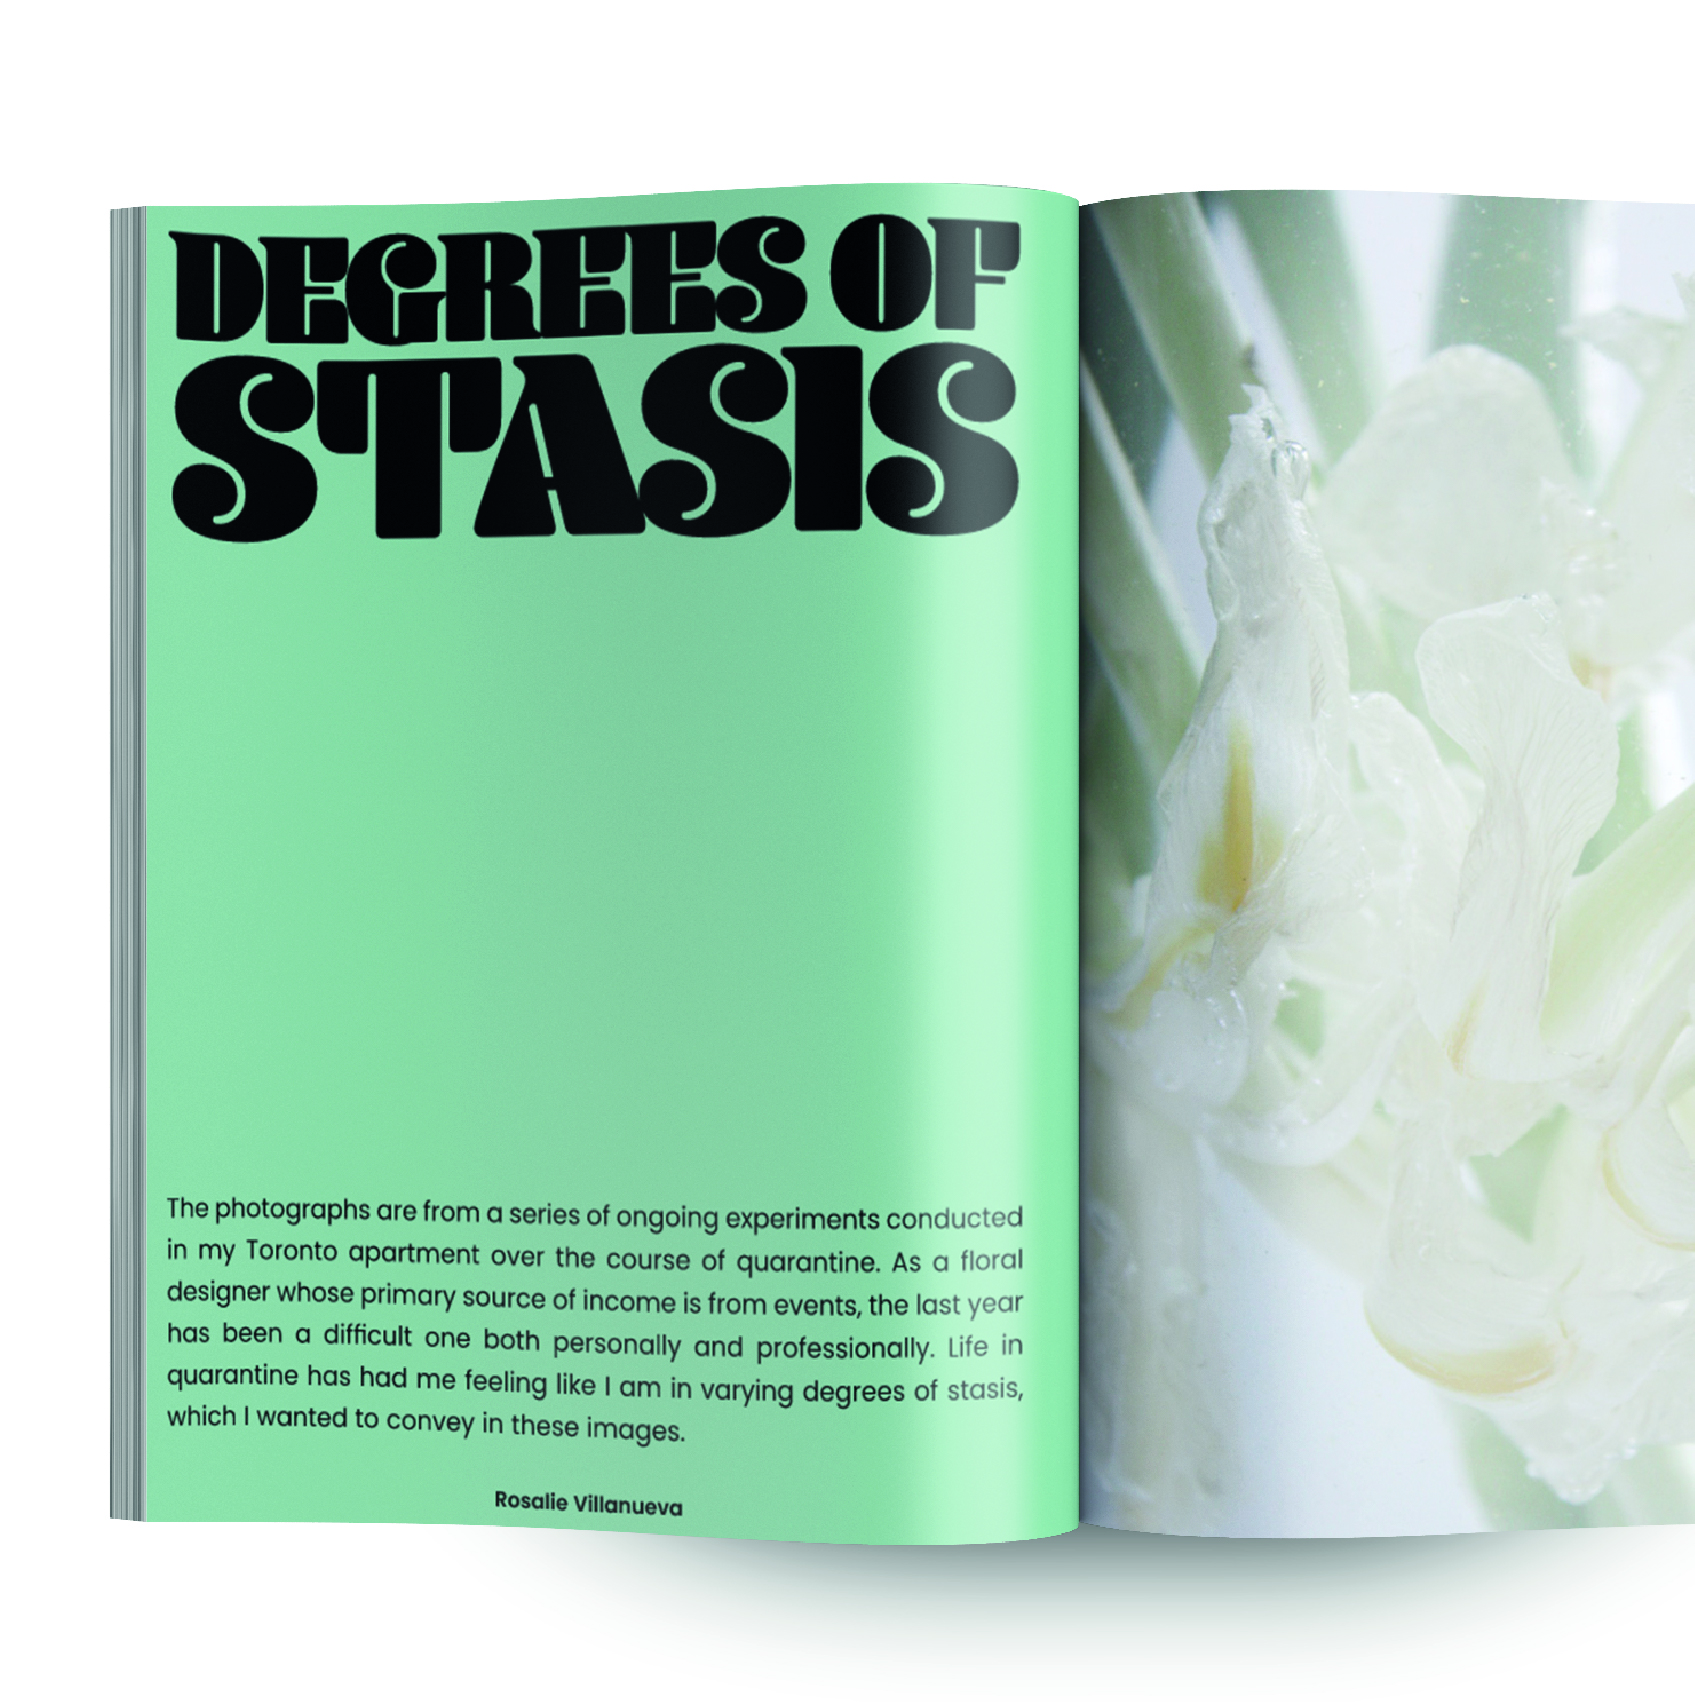 DEGREES OF
STASIS
The photographs are from a series of ongoing experiments conducted
in my Toronto apartment over the course of quarantine. As a floral
designer whose primary source of income is from events, the last year
has been a difficult one both personally and professionally. Life in
quarantine has had me feeling like I am in varying degrees of stasis,
which I wanted to convey in these images.
Rosalie Villanueva